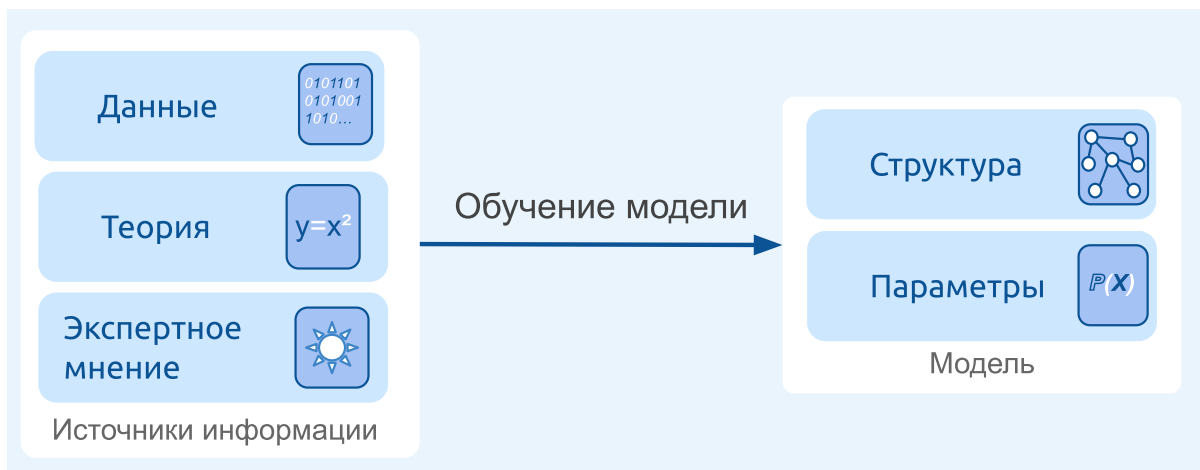 Данные
0101101
0101001
1010...
Теория
y=x²
Экспертное
мнение
Источники информации
Обучение модели
Структура
Параметры
P(X)
Модель